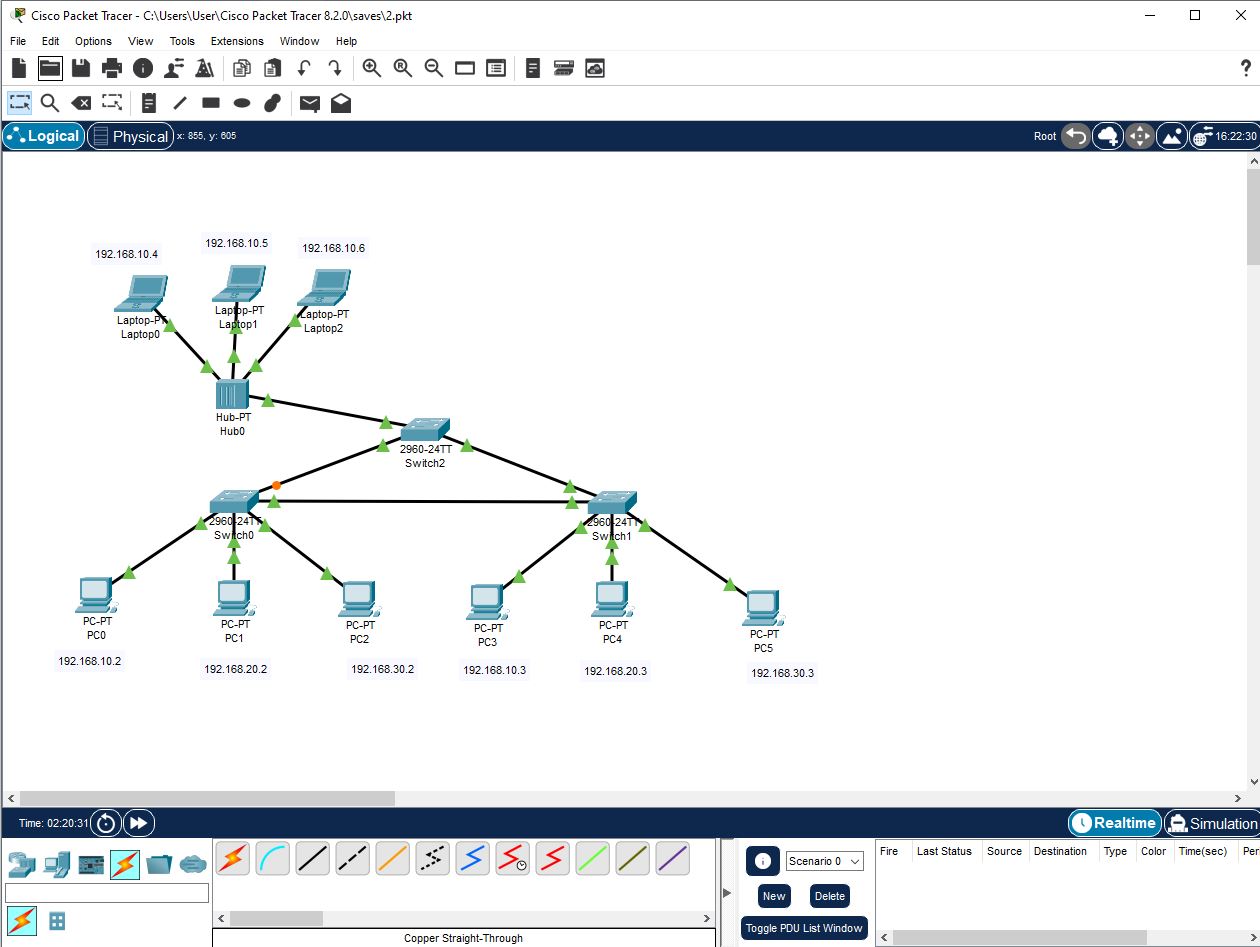 Cisco Packet Tracer - C:\Users\User\Cisco Packet Tracer 8.2.0\saves\2.pkt
File Edit Options View Tools Extensions Window Help
Logical Physical x: 855, y: 605 Root 16:22:30
192.168.10.4
192.168.10.5
192.168.10.6
Laptop-PT
Laptop0
Laptop-PT
Laptop1
Laptop-PT
Laptop2
Hub-PT
Hub0
2960-24TT
Switch2
2960-24TT
Switch0
2960-24TT
Switch1
PC-PT
PC0
PC-PT
PC1
PC-PT
PC2
PC-PT
PC3
PC-PT
PC4
PC-PT
PC5
192.168.10.2
192.168.20.2
192.168.30.2
192.168.10.3
192.168.20.3
192.168.30.3
Time: 02:20:31 Realtime Simulation
Scenario 0
New Delete
Toggle PDU List Window
Fire Last Status Source Destination Type Color Time(sec) Per
Copper Straight-Through